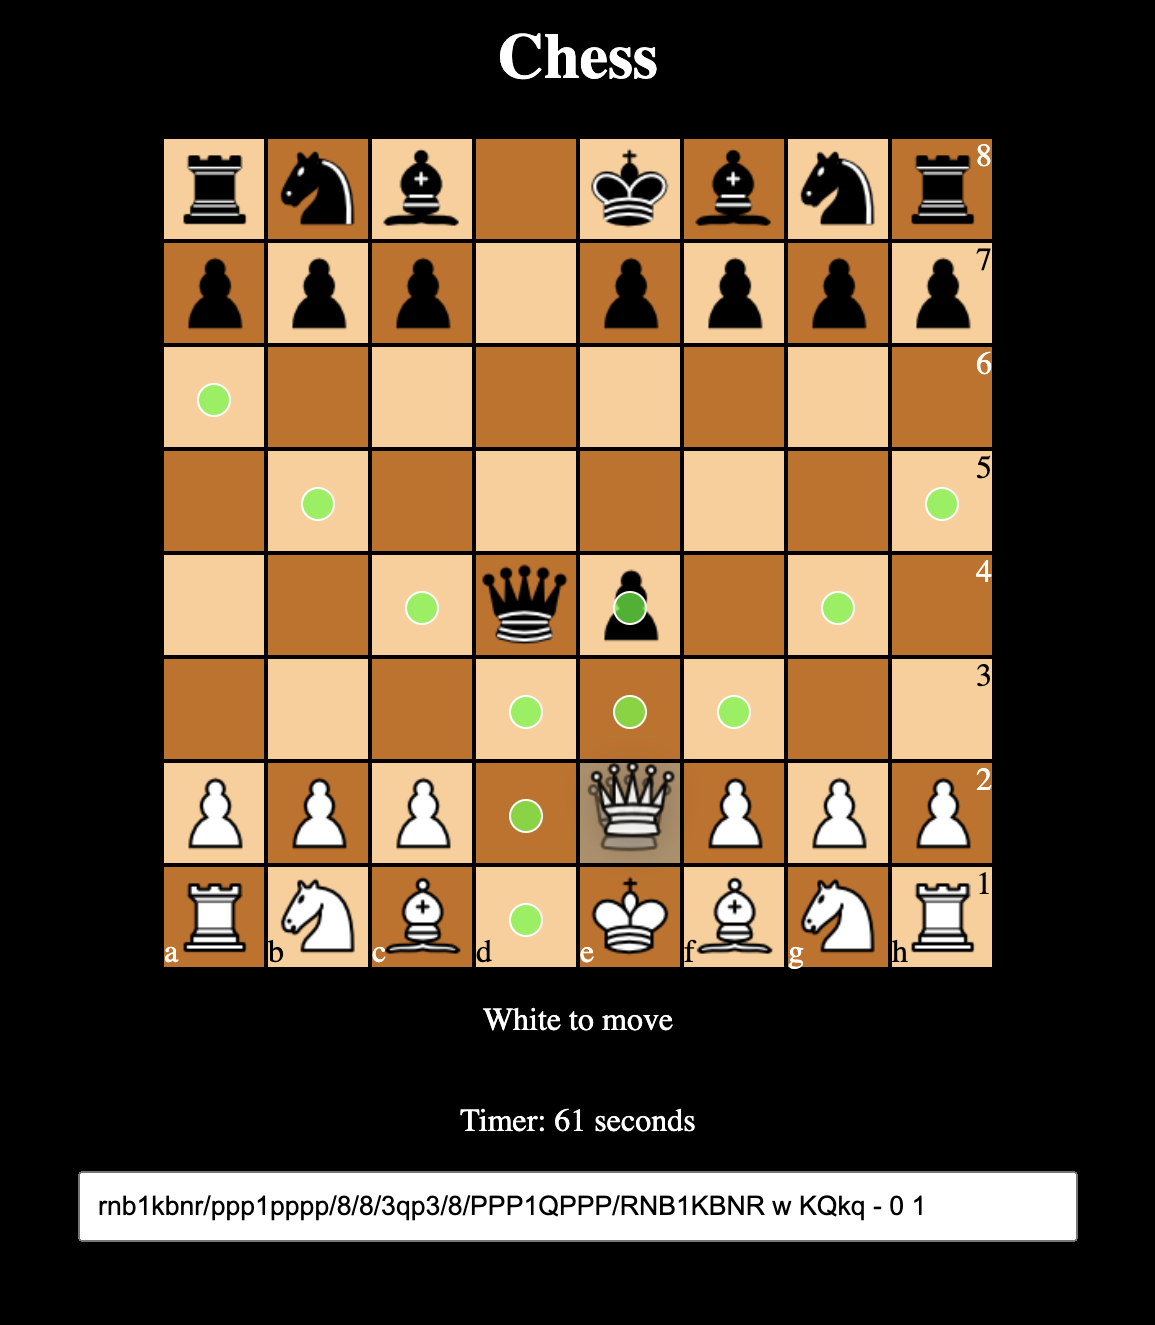 Chess
8
7
6
5
4
3
2
1
a b c d e f g h
White to move
Timer: 61 seconds
rnb1kbnr/ppp1pppp/8/8/3qp3/8/PPP1QPPP/RNB1KBNR w KQkq - 0 1